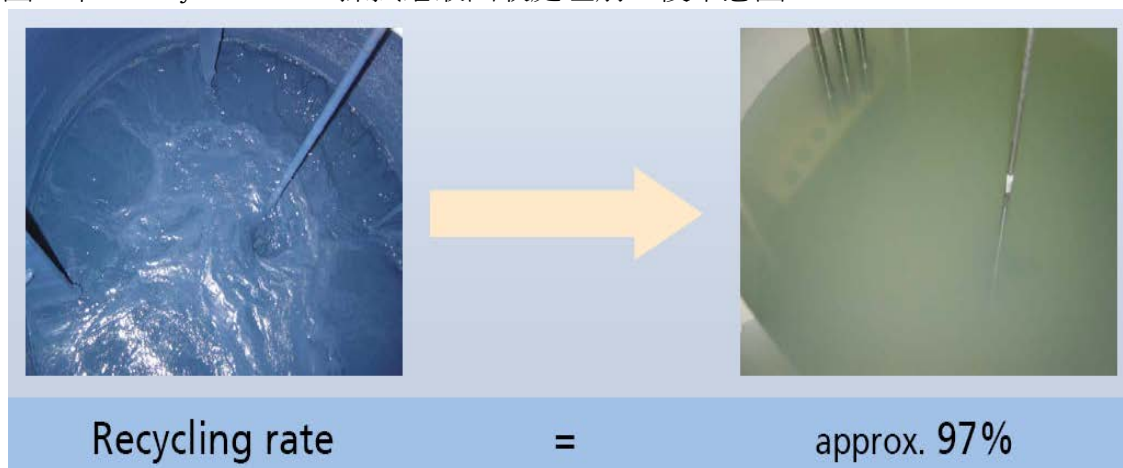 Recycling rate = approx. 97%